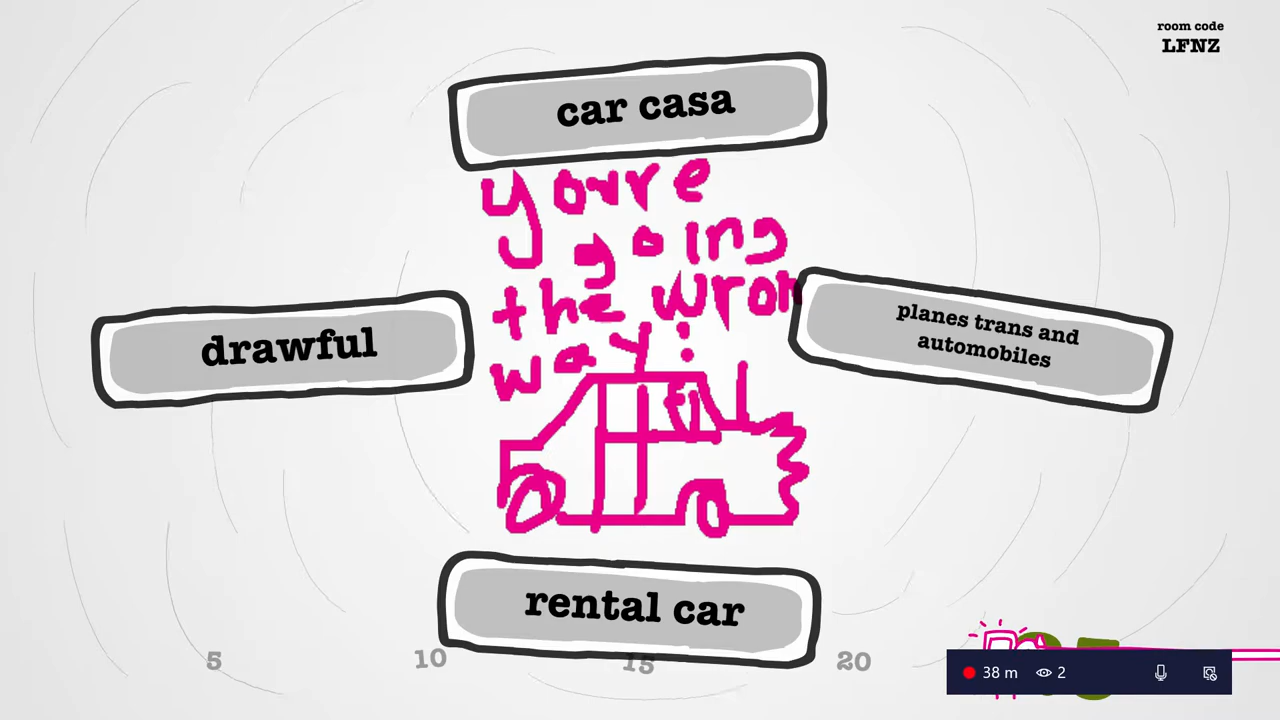 room code
LFNZ
car casa
youre
going
the wron
way!
drawful
planes trans and
automobiles
rental car
5
10
15
20
38 m
2